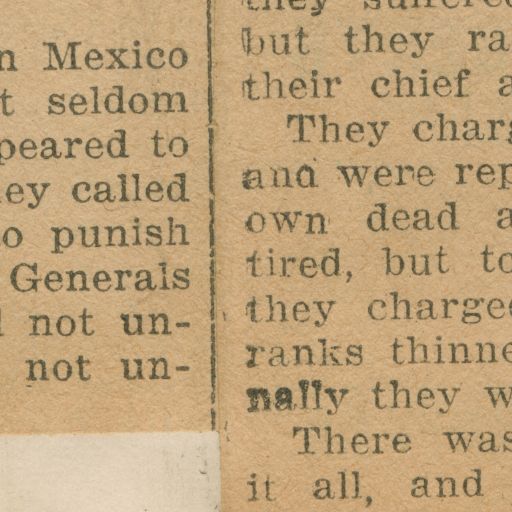 n Mexico
t seldom
peared to
ey called
o punish
Generals
not un-
not un-
they suffered
but they ra
their chief a
They charg
and were rep
own dead a
tired, but to
they charged
ranks thinne
nally they w
There was
it all, and